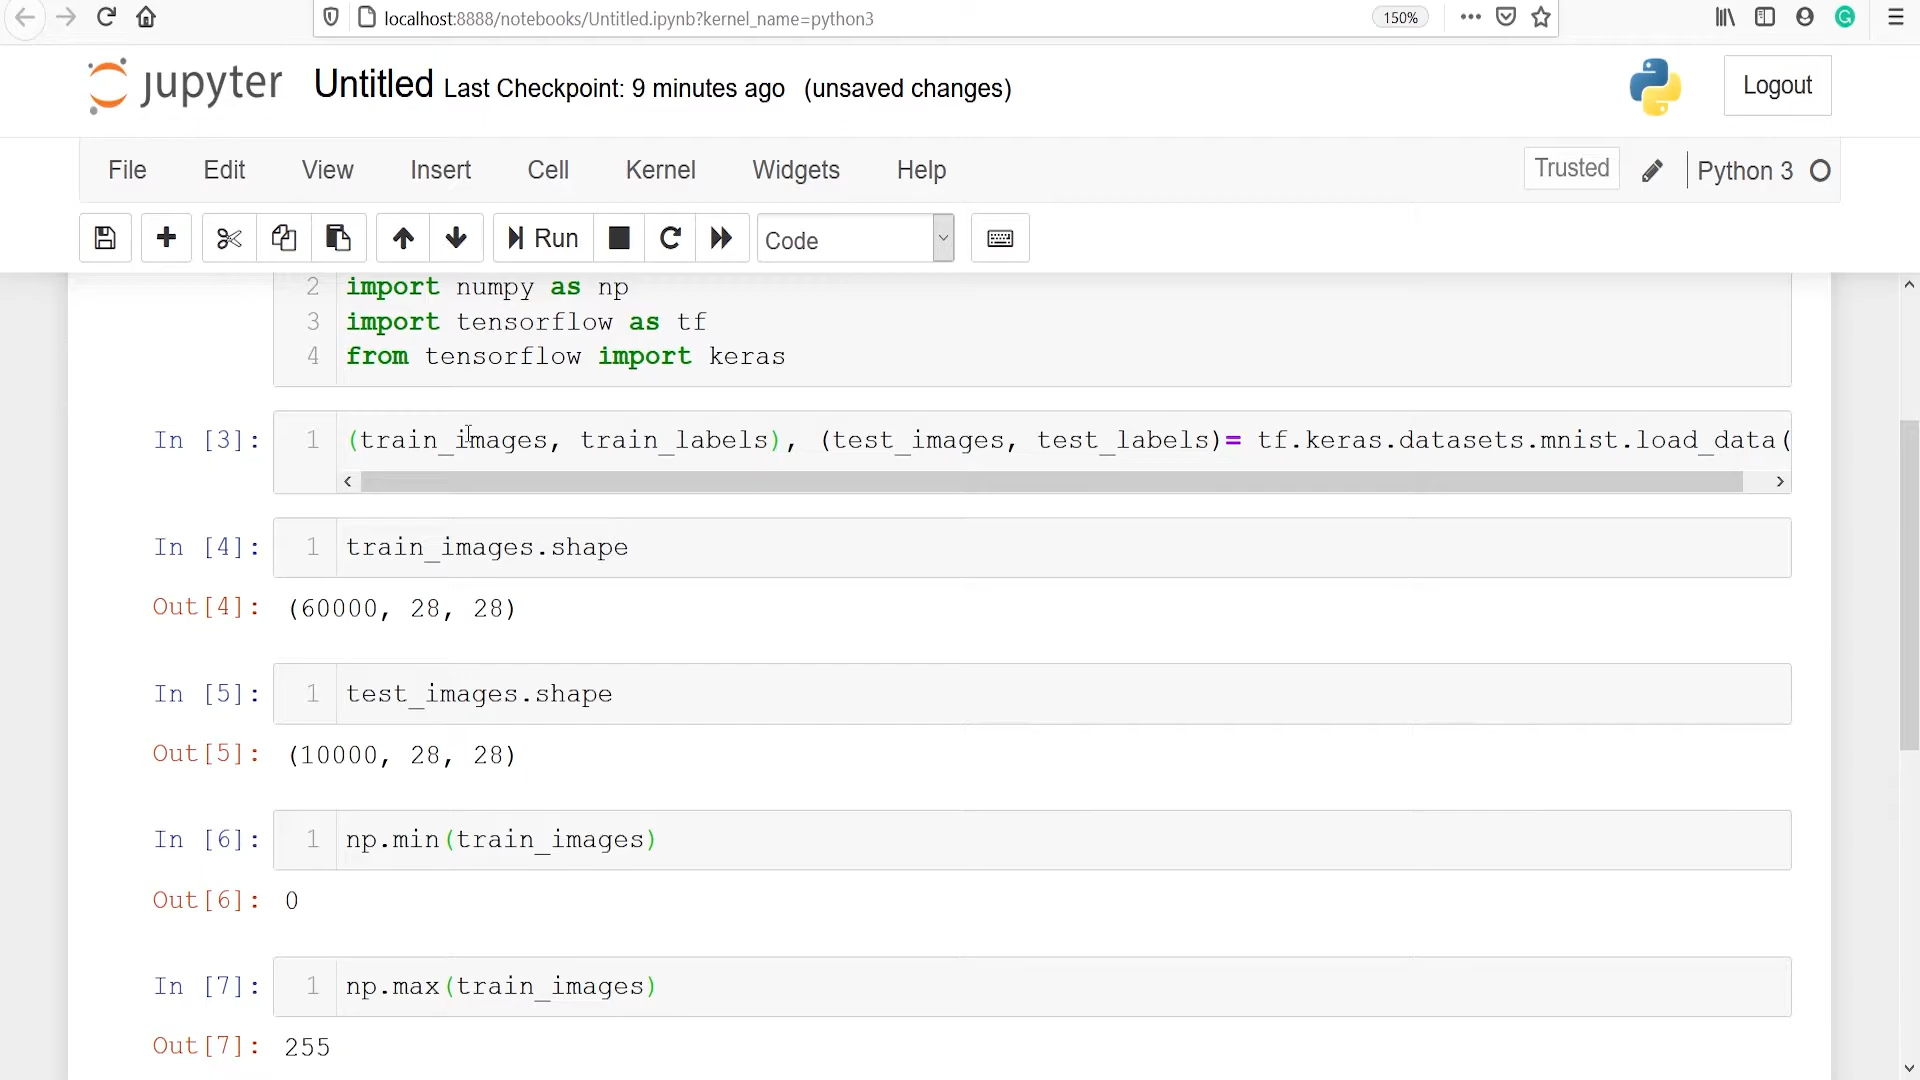 localhost:8888/notebooks/Untitled.ipynb?kernel_name=python3
150%
jupyter Untitled Last Checkpoint: 9 minutes ago (unsaved changes)
Logout
File Edit View Insert Cell Kernel Widgets Help
Trusted
Python 3
Run
Code
2 import numpy as np
3 import tensorflow as tf
4 from tensorflow import keras
In [3]: 1 (train_images, train_labels), (test_images, test_labels)= tf.keras.datasets.mnist.load_data(
In [4]: 1 train_images.shape
Out[4]: (60000, 28, 28)
In [5]: 1 test_images.shape
Out[5]: (10000, 28, 28)
In [6]: 1 np.min(train_images)
Out[6]: 0
In [7]: 1 np.max(train_images)
Out[7]: 255